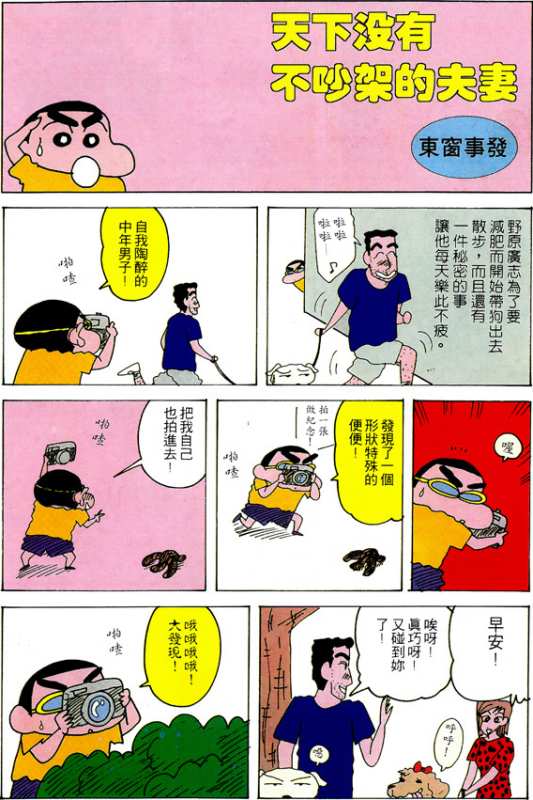 天下没有
不吵架的夫妻
東窗事發
野原廣志為了要
減肥而開始帶狗出去
散步，而且還有
一件秘密的事
讓他每天樂此不疲。
啦啦
啦啦
啦—
♪
自我陶醉的
中年男子！
啪
喳
喔
發現了一個
形狀特殊的
便便！
拍一張
做紀念！
啪
喳
把我自己
也拍進去！
啪
喳
早安！
唉呀！
真巧呀！
又碰到妳
了！
呼
呼！
哦哦哦！
大發現！
啪
喳